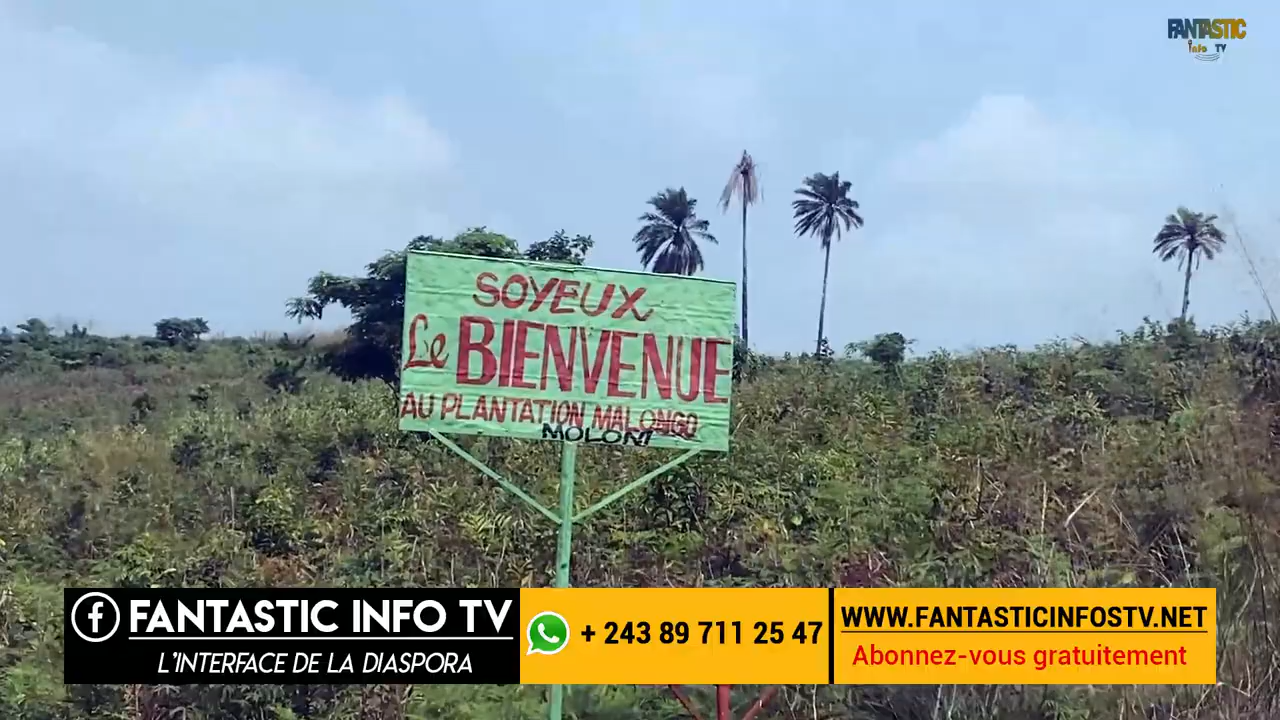 FANTASTIC
Info TV
SOYEUX
Le BIENVENUE
AU PLANTATION MALONGO
MOLONI
FANTASTIC INFO TV
L'INTERFACE DE LA DIASPORA
+ 243 89 711 25 47
WWW.FANTASTICINFOSTV.NET
Abonnez-vous gratuitement